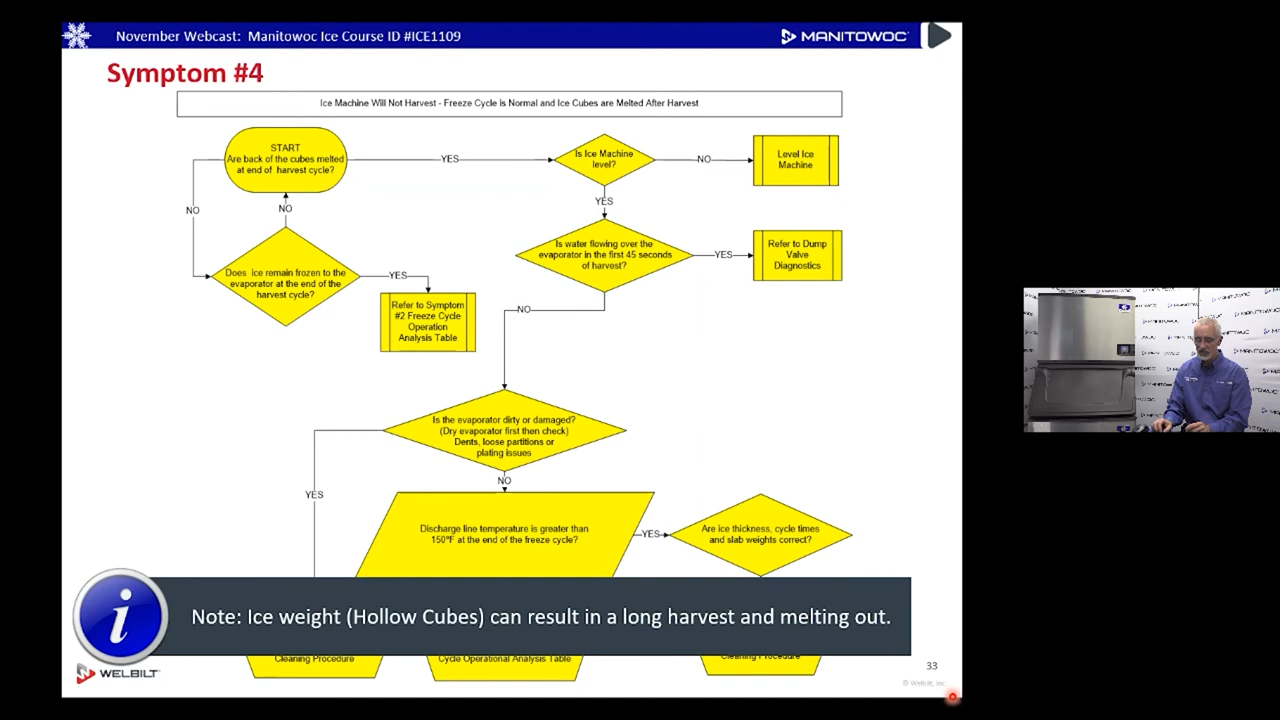 November Webcast: Manitowoc Ice Course ID #ICE1109
MANITOWOC
Symptom #4
Ice Machine Will Not Harvest - Freeze Cycle is Normal and Ice Cubes are Melted After Harvest
START
Are back of the cubes melted
at end of harvest cycle?
YES
Is Ice Machine
level?
NO
Level Ice
Machine
NO
NO
YES
Does ice remain frozen to the
evaporator at the end of the
harvest cycle?
YES
Refer to Symptom
#2 Freeze Cycle
Operation
Analysis Table
Is water flowing over the
evaporator in the first 45 seconds
of harvest?
YES
Refer to Dump
Valve
Diagnostics
NO
Is the evaporator dirty or damaged?
(Dry evaporator first then check)
Dents, loose partitions or
plating issues
YES
NO
Discharge line temperature is greater than
150ºF at the end of the freeze cycle?
YES
Are ice thickness, cycle times
and slab weights correct?
i
Note: Ice weight (Hollow Cubes) can result in a long harvest and melting out.
Cleaning Procedure
Cycle Operational Analysis Table
Cleaning Procedure
WELBILT
33
© Welbilt, Inc.
MANITOWOC